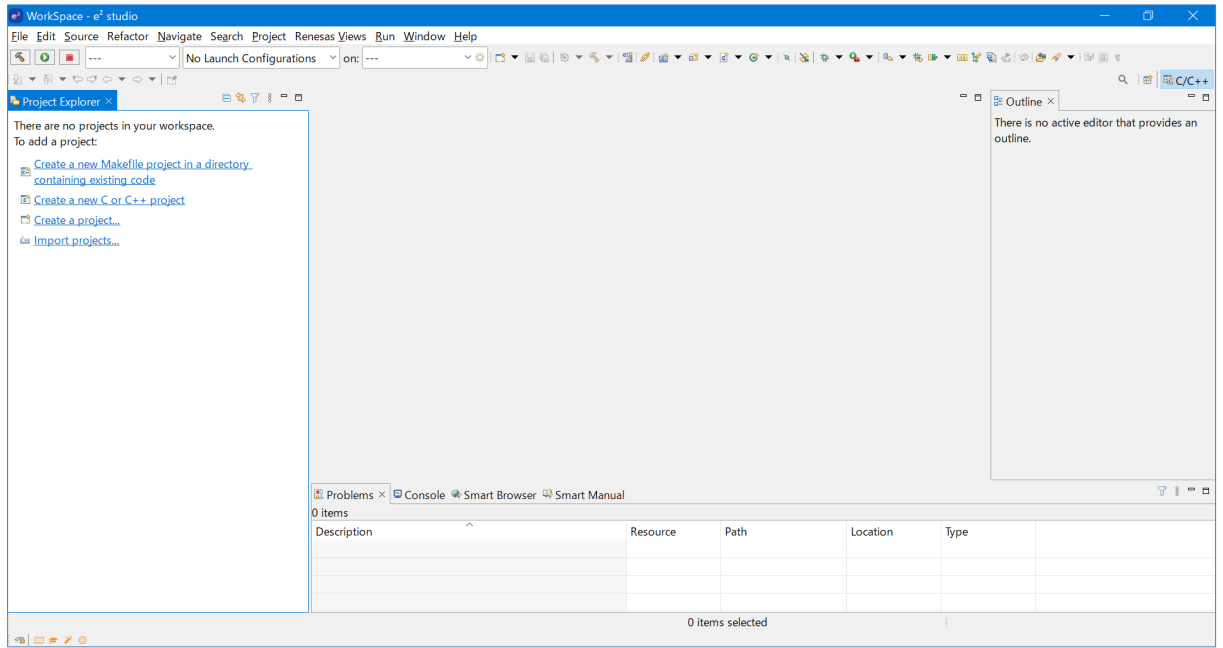 WorkSpace - e² studio
File Edit Source Refactor Navigate Search Project Renesas Views Run Window Help
--- No Launch Configurations on: ---
C/C++
Project Explorer
There are no projects in your workspace.
To add a project:
Create a new Makefile project in a directory
containing existing code
Create a new C or C++ project
Create a project...
Import projects...
Outline
There is no active editor that provides an
outline.
Problems Console Smart Browser Smart Manual
0 items
Description Resource Path Location Type
0 items selected